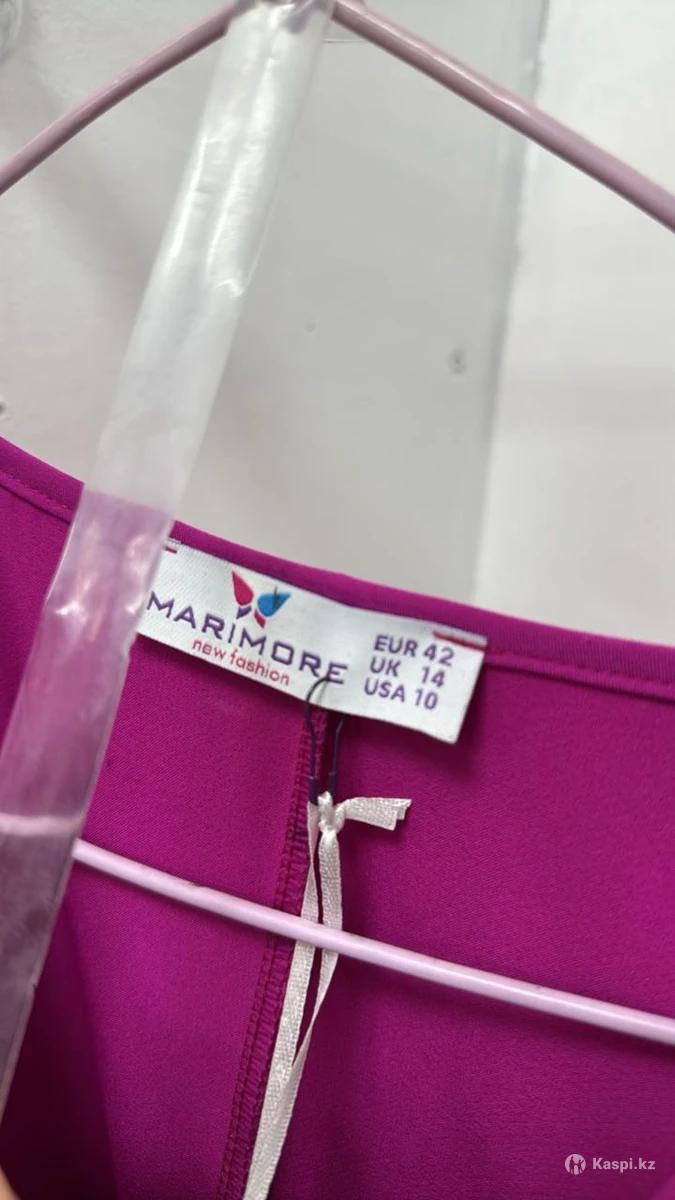 MARIMORE
new fashion
EUR 42
UK 14
USA 10
Kaspi.kz